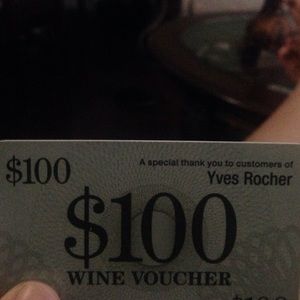 $100
A special thank you to customers of
Yves Rocher
$100
WINE VOUCHER